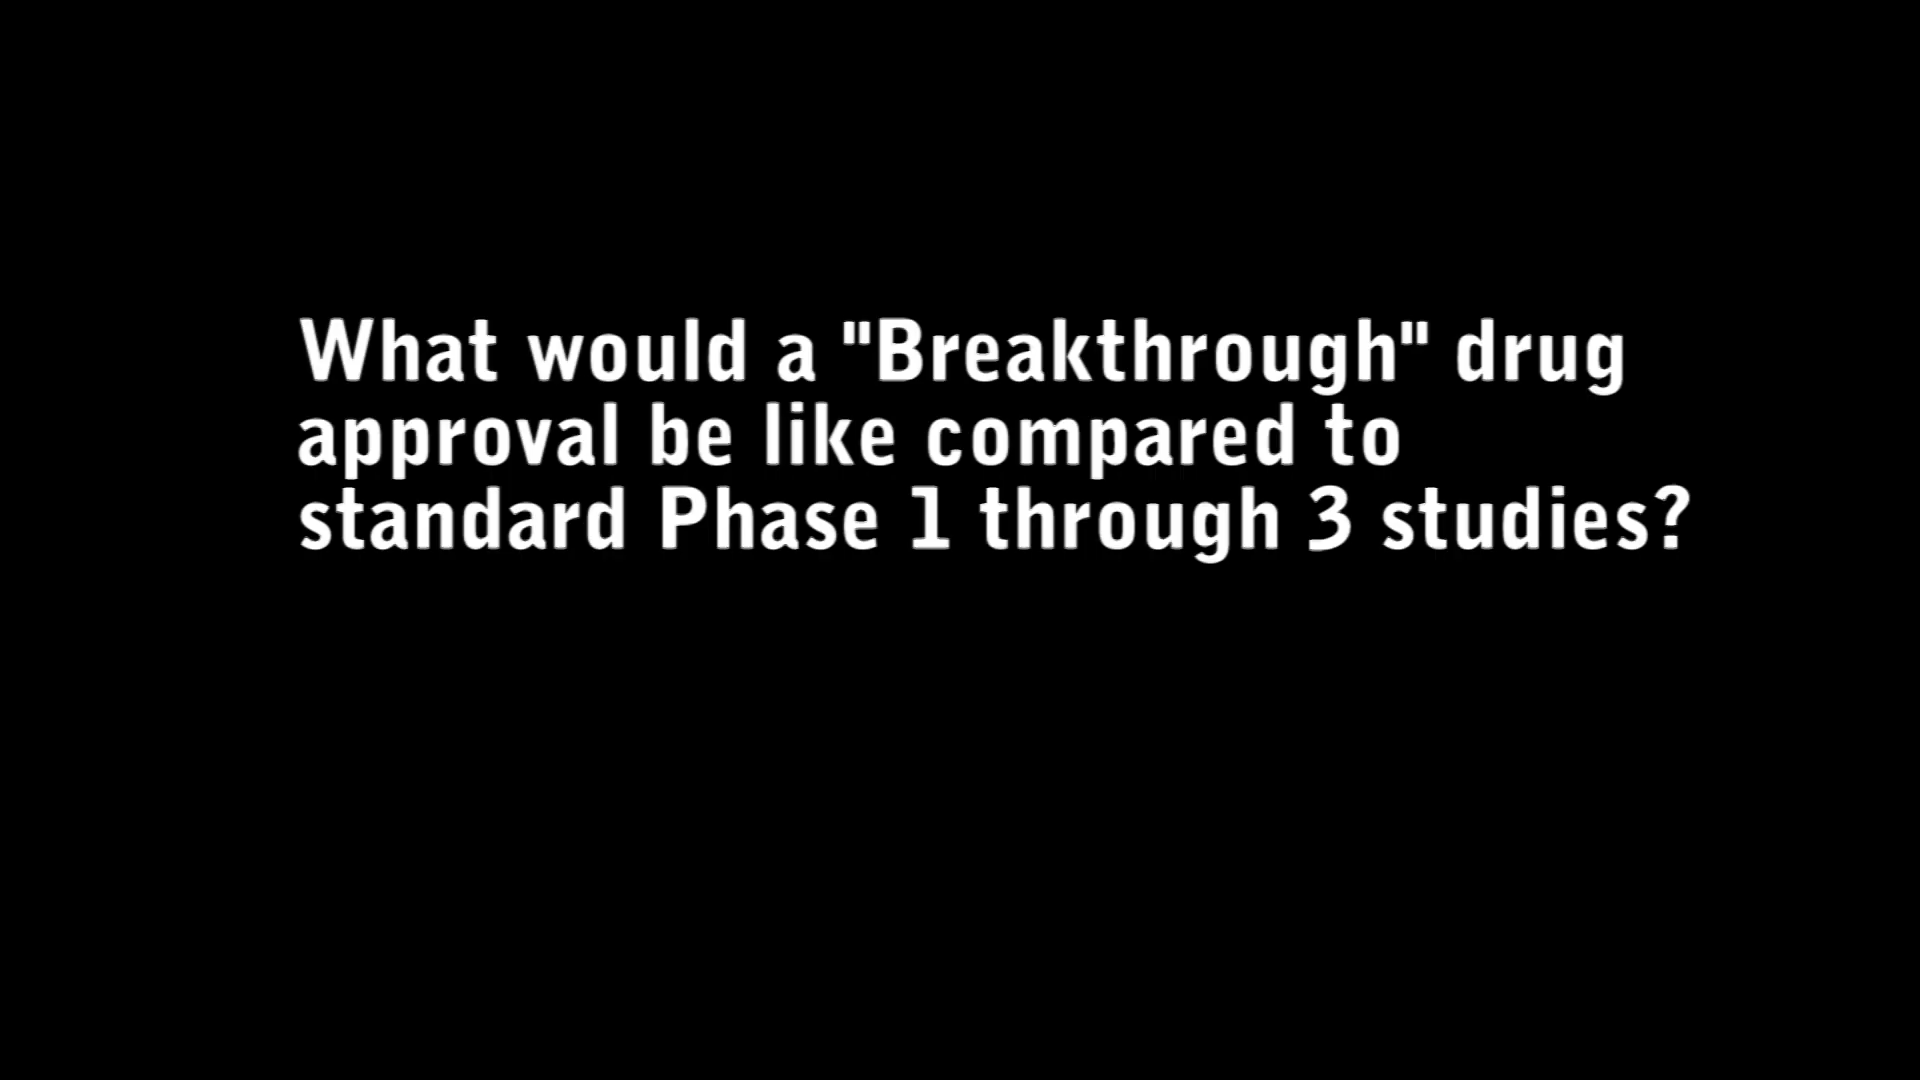 What would a "Breakthrough" drug
approval be like compared to
standard Phase 1 through 3 studies?